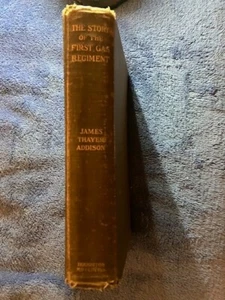 THE STORY
OF THE
FIRST GAS
REGIMENT
JAMES
THAYER
ADDISON